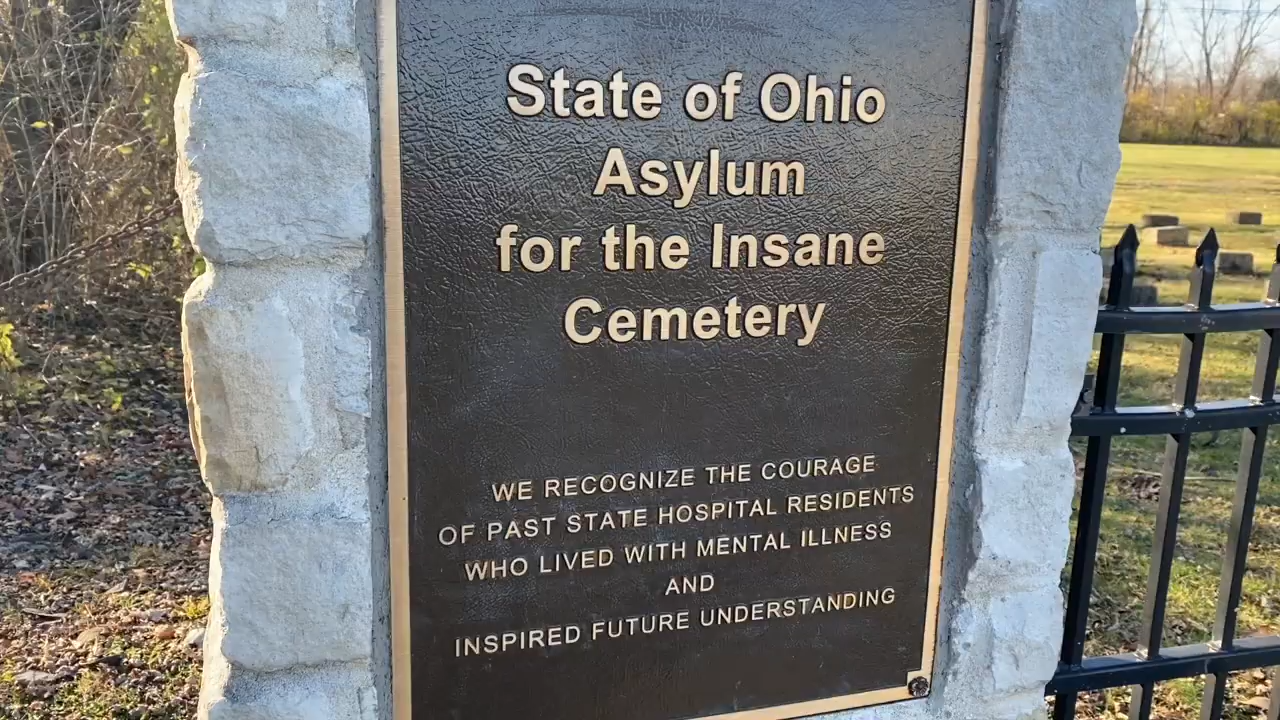 State of Ohio
Asylum
for the Insane
Cemetery
WE RECOGNIZE THE COURAGE
OF PAST STATE HOSPITAL RESIDENTS
WHO LIVED WITH MENTAL ILLNESS
AND
INSPIRED FUTURE UNDERSTANDING